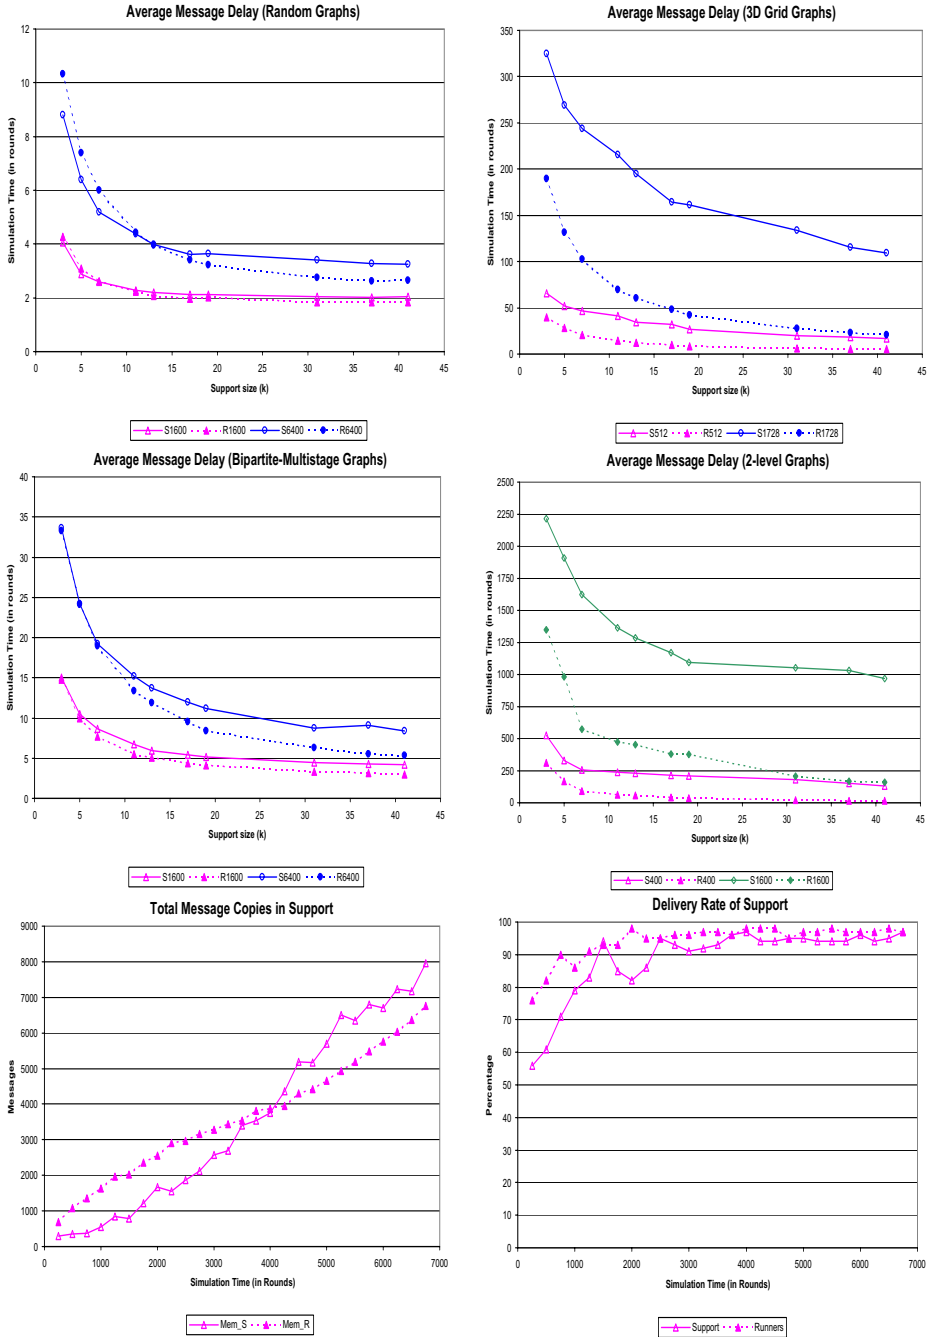 Average Message Delay (Random Graphs)
Simulation Time (in rounds)
12
10
8
6
4
2
0
0 5 10 15 20 25 30 35 40 45
Support size (k)
S1600 R1600 S6400 R6400
Average Message Delay (3D Grid Graphs)
Simulation Time (in rounds)
350
300
250
200
150
100
50
0
0 5 10 15 20 25 30 35 40 45
Support size (k)
S512 R512 S1728 R1728
Average Message Delay (Bipartite-Multistage Graphs)
Simulation Time (in rounds)
40
35
30
25
20
15
10
5
0
0 5 10 15 20 25 30 35 40 45
Support size (k)
S1600 R1600 S6400 R6400
Average Message Delay (2-level Graphs)
Simulation Time (in rounds)
2500
2250
2000
1750
1500
1250
1000
750
500
250
0
0 5 10 15 20 25 30 35 40 45
Support size (k)
S400 R400 S1600 R1600
Total Message Copies in Support
Messages
9000
8000
7000
6000
5000
4000
3000
2000
1000
0
0 1000 2000 3000 4000 5000 6000 7000
Simulation Time (in Rounds)
Mem_S Mem_R
Delivery Rate of Support
Percentage
100
90
80
70
60
50
40
30
20
10
0
0 1000 2000 3000 4000 5000 6000 7000
Simulation Time (in Rounds)
Support Runners